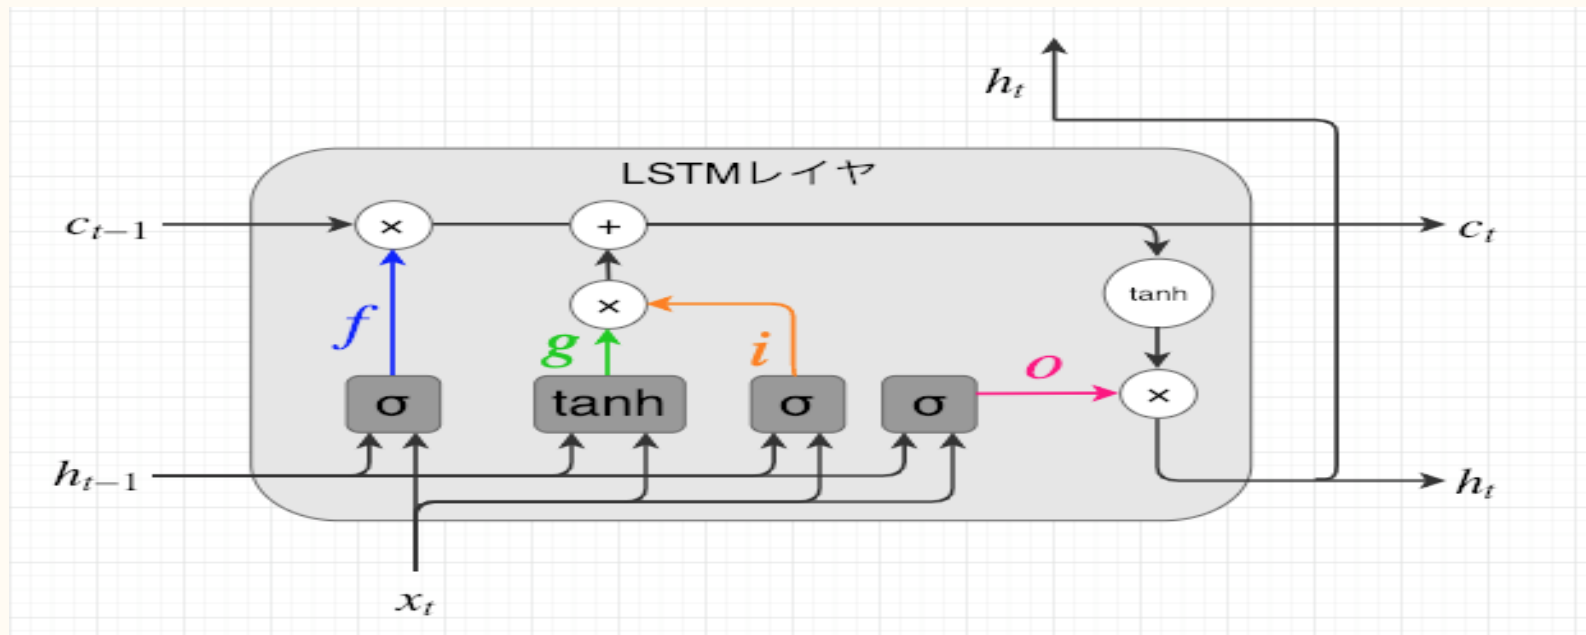 h_t
LSTMレイヤ
c_{t-1} × + c_t
tanh
f × 
g i o
σ tanh σ σ ×
h_{t-1} h_t
x_t